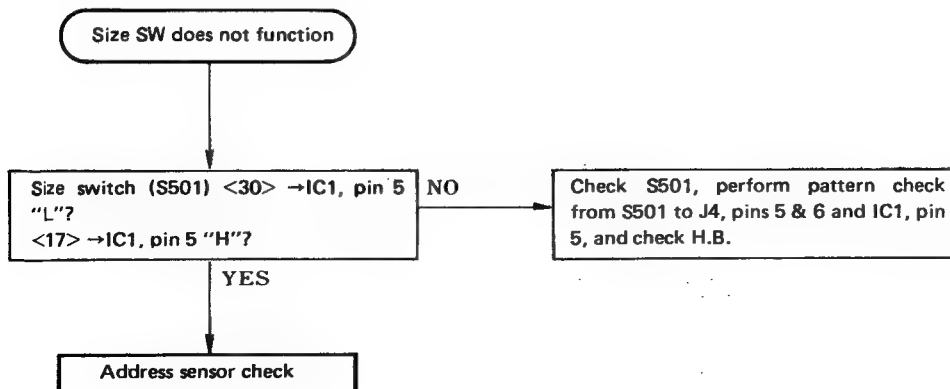 Size SW does not function
Size switch (S501) <30> →IC1, pin 5
"L"?
<17> →IC1, pin 5 "H"?
NO
Check S501, perform pattern check
from S501 to J4, pins 5 & 6 and IC1, pin
5, and check H.B.
YES
Address sensor check